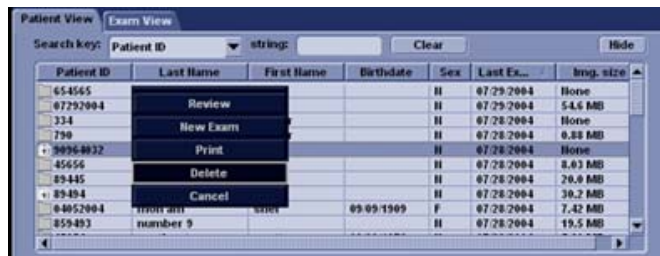 Patient View Exam View
Search key: Patient ID string: Clear Hide
Patient ID Last Name First Name Birthdate Sex Last Ex... Img. size
654565 N 07/29/2004 None
07292004 Review N 07/29/2004 54.6 MB
334 New Exam N 07/28/2004 None
790 N 07/28/2004 0.88 MB
90964032 Print N 07/28/2004 None
45656 N 07/28/2004 8.03 MB
89445 Delete N 07/28/2004 20.0 MB
89494 Cancel N 07/28/2004 30.2 MB
04052004 09/09/1909 F 07/28/2004 7.42 MB
859493 number 9 N 07/28/2004 19.5 MB